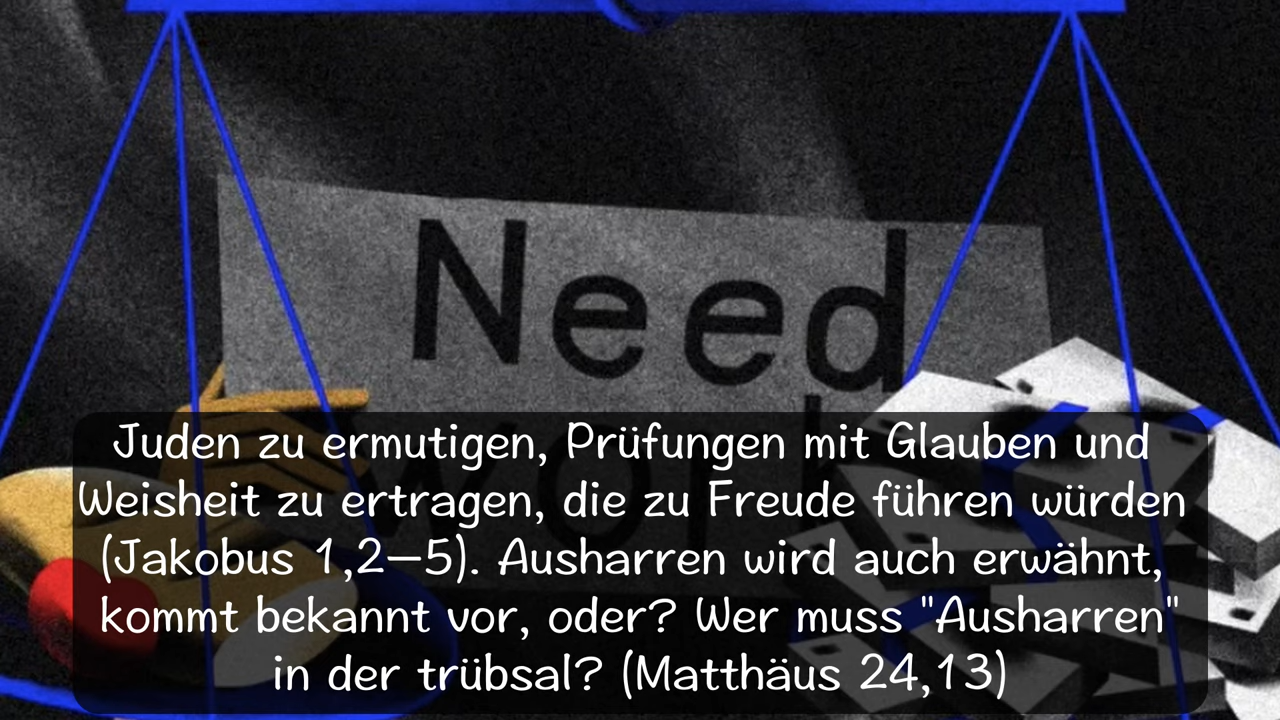 Need
Juden zu ermutigen, Prüfungen mit Glauben und
Weisheit zu ertragen, die zu Freude führen würden
(Jakobus 1,2–5). Ausharren wird auch erwähnt,
kommt bekannt vor, oder? Wer muss "Ausharren"
in der trübsal? (Matthäus 24,13)